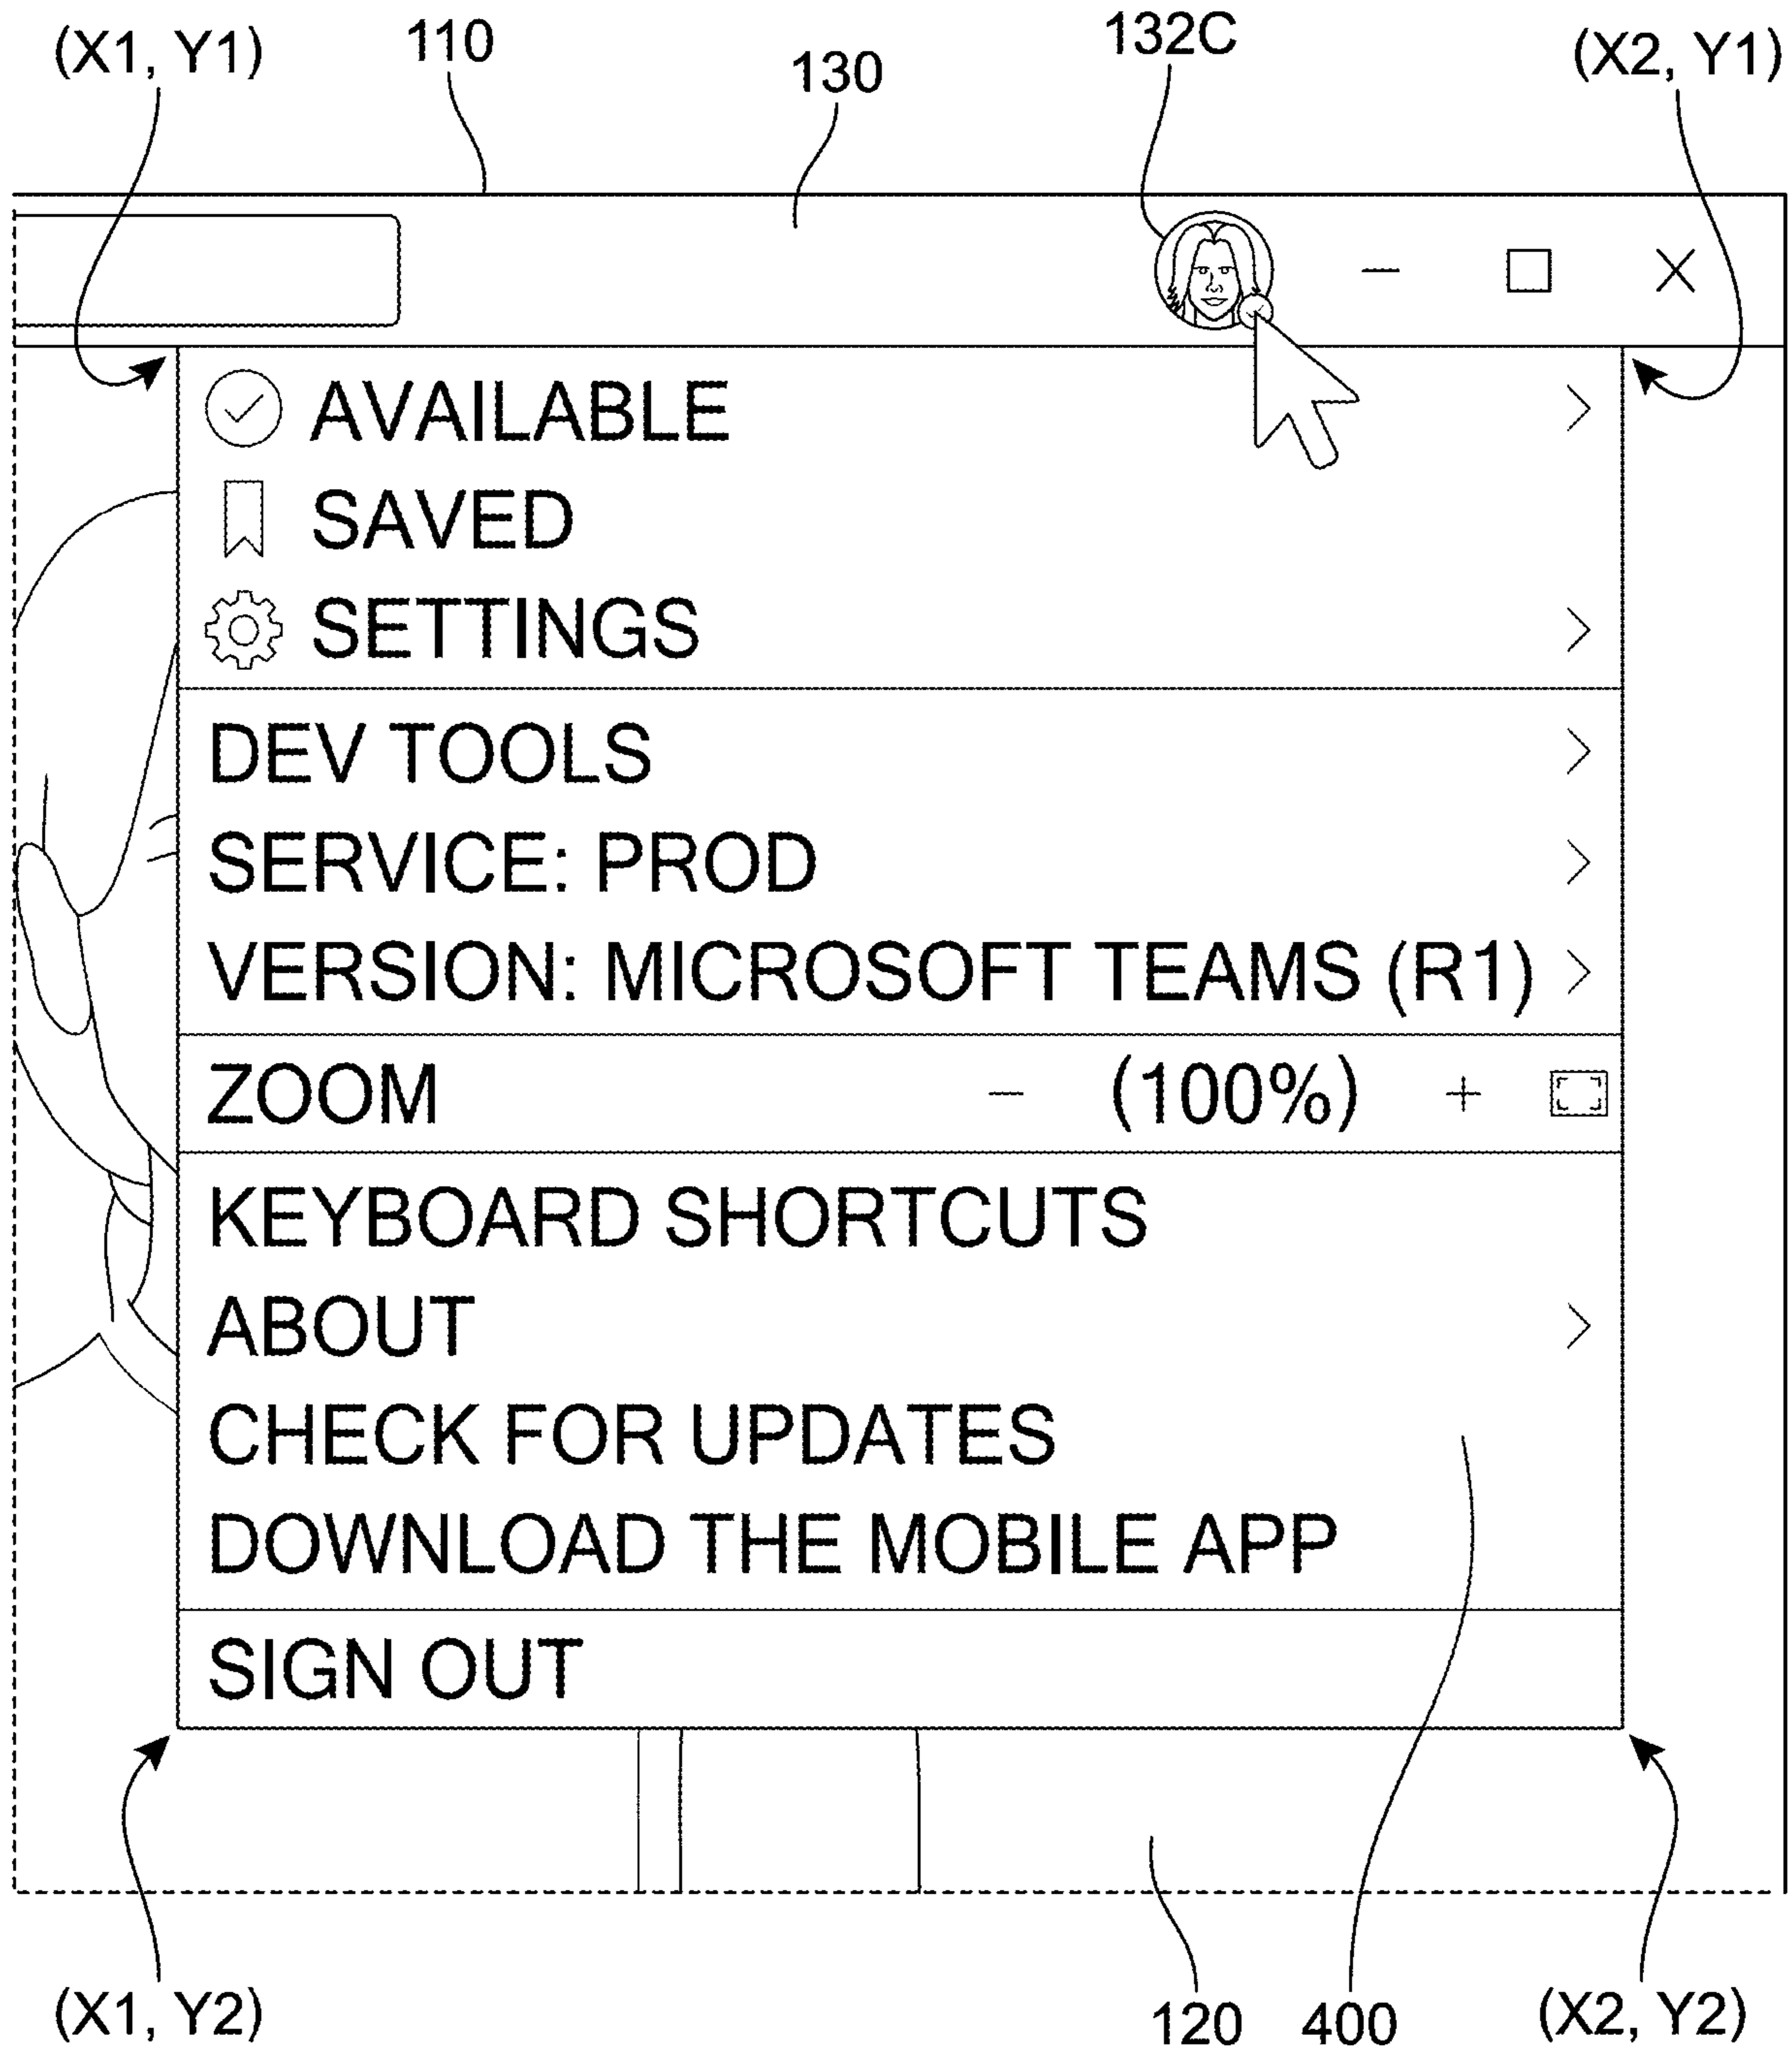 (X1, Y1)
110
130
132C
(X2, Y1)
AVAILABLE
SAVED
SETTINGS
DEV TOOLS
SERVICE: PROD
VERSION: MICROSOFT TEAMS (R1)
ZOOM − (100%) +
KEYBOARD SHORTCUTS
ABOUT
CHECK FOR UPDATES
DOWNLOAD THE MOBILE APP
SIGN OUT
(X1, Y2)
120
400
(X2, Y2)